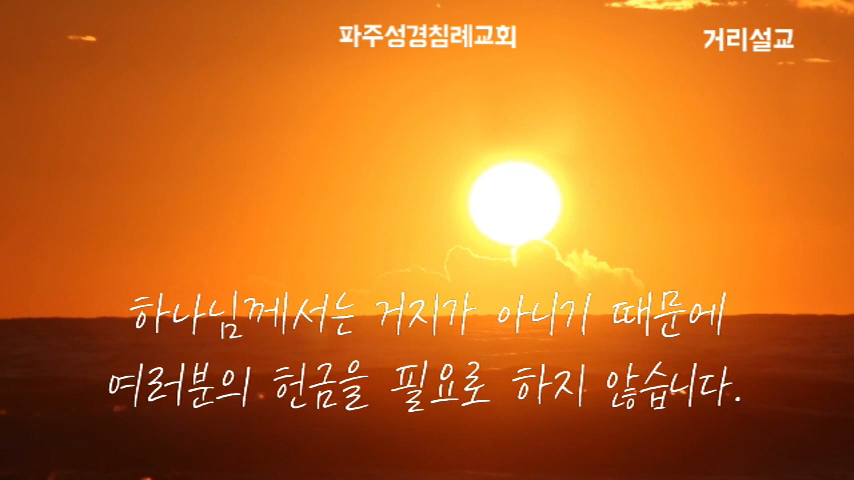 파주성경침례교회 거리설교
하나님께서는 거지가 아니기 때문에
여러분의 헌금을 필요로 하지 않습니다.